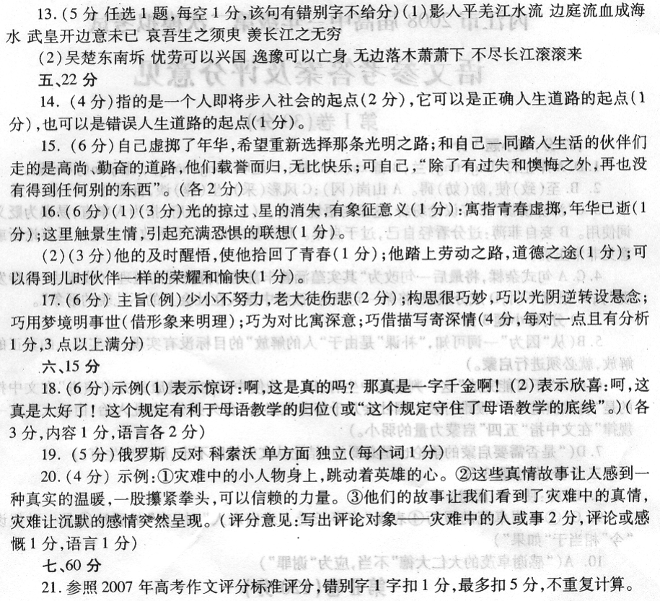 13.(5分 任选1题,每空1分,该句有错别字不给分)(1)影入平羌江水流 边庭流血成海
水 武皇开边意未已 哀吾生之须臾 羡长江之无穷
(2)吴楚东南坼 忧劳可以兴国 逸豫可以亡身 无边落木萧萧下 不尽长江滚滚来
五、22分
14.(4分)指的是一个人即将步入社会的起点(2分),它可以是正确人生道路的起点(1
分),也可以是错误人生道路的起点(1分)。
15.(6分)自己虚掷了年华,希望重新选择那条光明之路;和自己一同踏人生活的伙伴们
走的是高尚、勤奋的道路,他们载誉而归,无比快乐;可自己,“除了有过失和懊悔之外,再也没
有得到任何别的东西”。(各2分)
16.(6分)(1)(3分)光的掠过、星的消失,有象征意义(1分):寓指青春虚掷,年华已逝(1
分);这里触景生情,引起充满恐惧的联想(1分)。
(2)(3分)他的及时醒悟,使他拾回了青春(1分);他踏上劳动之路,道德之途(1分);可
以得到儿时伙伴一样的荣耀和愉快(1分)。
17.(6分) 主旨(例)少小不努力,老大徒伤悲(2分);构思很巧妙,巧以光阴逆转设悬念;
巧用梦境明事世(借形象来明理);巧为对比寓深意;巧借描写寄深情(4分,每对一点且有分析
1分,3点以上满分)
六、15分
18.(6分)示例(1)表示惊讶:啊,这是真的吗?那真是一字千金啊!(2)表示欣喜:呵,这
真是太好了!这个规定有利于母语教学的归位(或“这个规定守住了母语教学的底线”。)(各
3分,内容1分,语言各2分)
19.(5分)俄罗斯 反对 科索沃 单方面 独立(每个词1分)
20.(4分) 示例:①灾难中的小人物身上,跳动着英雄的心。②这些真情故事让人感到一
种真实的温暖,一股攥紧拳头,可以信赖的力量。③他们的故事让我们看到了灾难中的真情,
灾难让沉默的感情突然呈现。(评分意见:写出评论对象——灾难中的人或事2分,评论或感
慨1分,语言1分)
七、60分
21.参照2007年高考作文评分标准评分,错别字1字扣1分,最多扣5分,不重复计算。